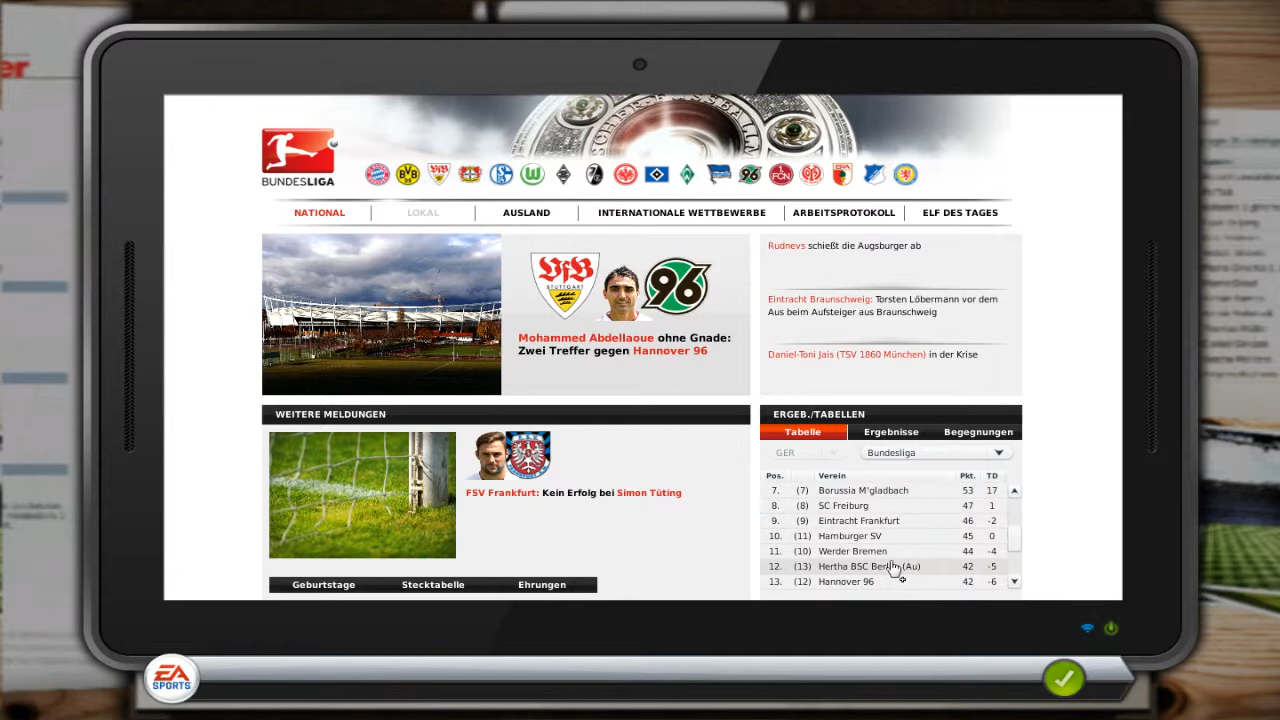 er
BUNDESLIGA
NATIONAL
LOKAL
AUSLAND
INTERNATIONALE WETTBEWERBE
ARBEITSPROTOKOLL
ELF DES TAGES
VfB
STUTTGART
96
Mohammed Abdellaoue ohne Gnade:
Zwei Treffer gegen Hannover 96
Rudnevs schießt die Augsburger ab
Eintracht Braunschweig: Torsten Löbermann vor dem
Aus beim Aufsteiger aus Braunschweig
Daniel-Toni Jais (TSV 1860 München) in der Krise
WEITERE MELDUNGEN
FSV Frankfurt: Kein Erfolg bei Simon Tüting
Geburtstage
Stecktabelle
Ehrungen
ERGEB./TABELLEN
Tabelle
Ergebnisse
Begegnungen
GER
Bundesliga
Pos. Verein Pkt. TD
7. (7) Borussia M'gladbach 53 17
8. (8) SC Freiburg 47 1
9. (9) Eintracht Frankfurt 46 -2
10. (11) Hamburger SV 45 0
11. (10) Werder Bremen 44 -4
12. (13) Hertha BSC Berlin (Au) 42 -5
13. (12) Hannover 96 42 -6
EA
SPORTS